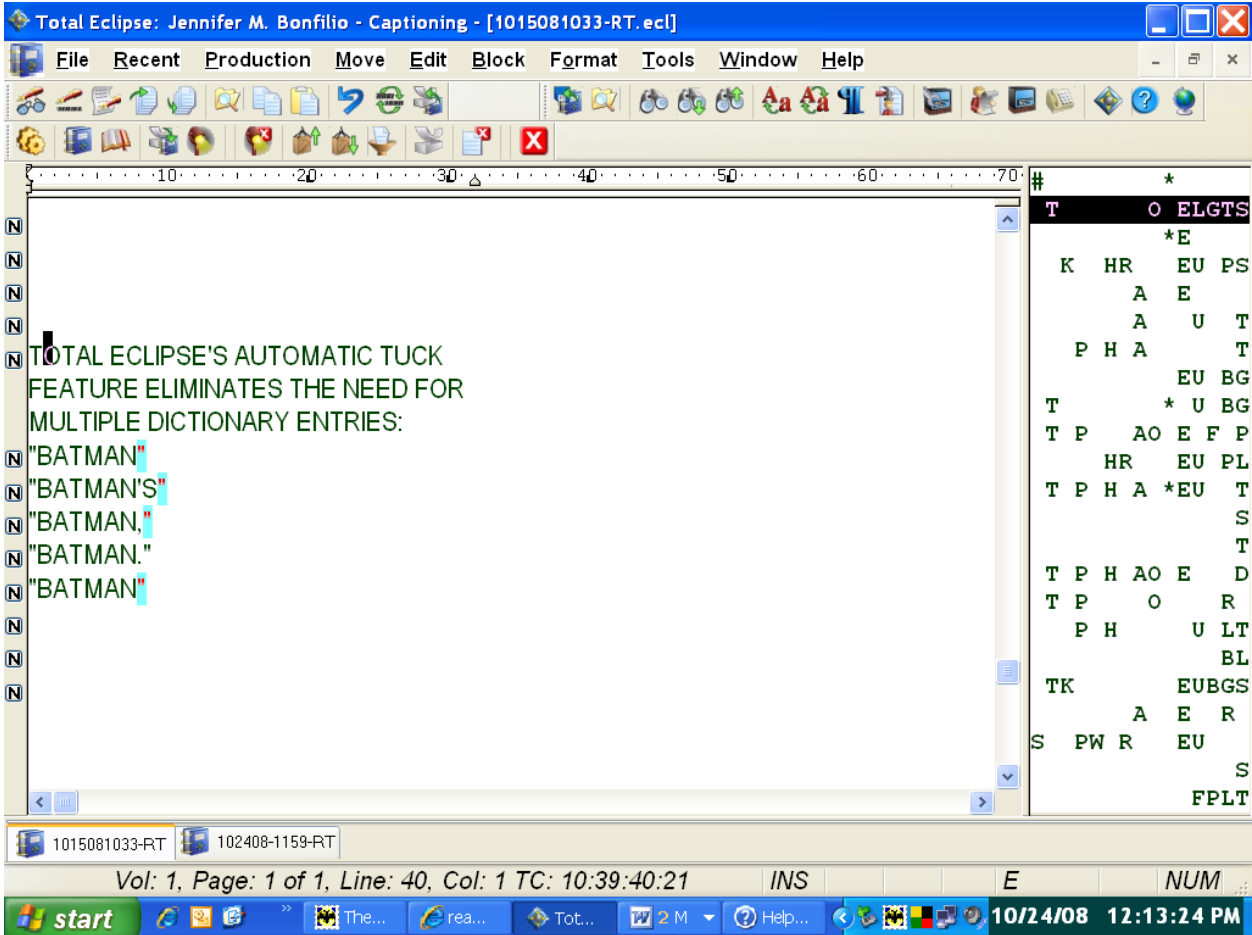 Total Eclipse: Jennifer M. Bonfilio - Captioning - [1015081033-RT.ecl]
File Recent Production Move Edit Block Format Tools Window Help
10 20 30 40 50 60 70
# *
T O ELGTS
*E
K HR EU PS
A E
A U T
P H A T
EU BG
T * U BG
T P AO E F P
HR EU PL
T P H A *EU T
S
T
T P H AO E D
T P O R
P H U LT
BL
TK EUBGS
A E R
S PW R EU
S
FPLT
TOTAL ECLIPSE'S AUTOMATIC TUCK
FEATURE ELIMINATES THE NEED FOR
MULTIPLE DICTIONARY ENTRIES:
"BATMAN"
"BATMAN'S"
"BATMAN,"
"BATMAN."
"BATMAN"
1015081033-RT 102408-1159-RT
Vol: 1, Page: 1 of 1, Line: 40, Col: 1 TC: 10:39:40:21 INS E NUM
start The... rea... Tot... 2 M Help... 10/24/08 12:13:24 PM